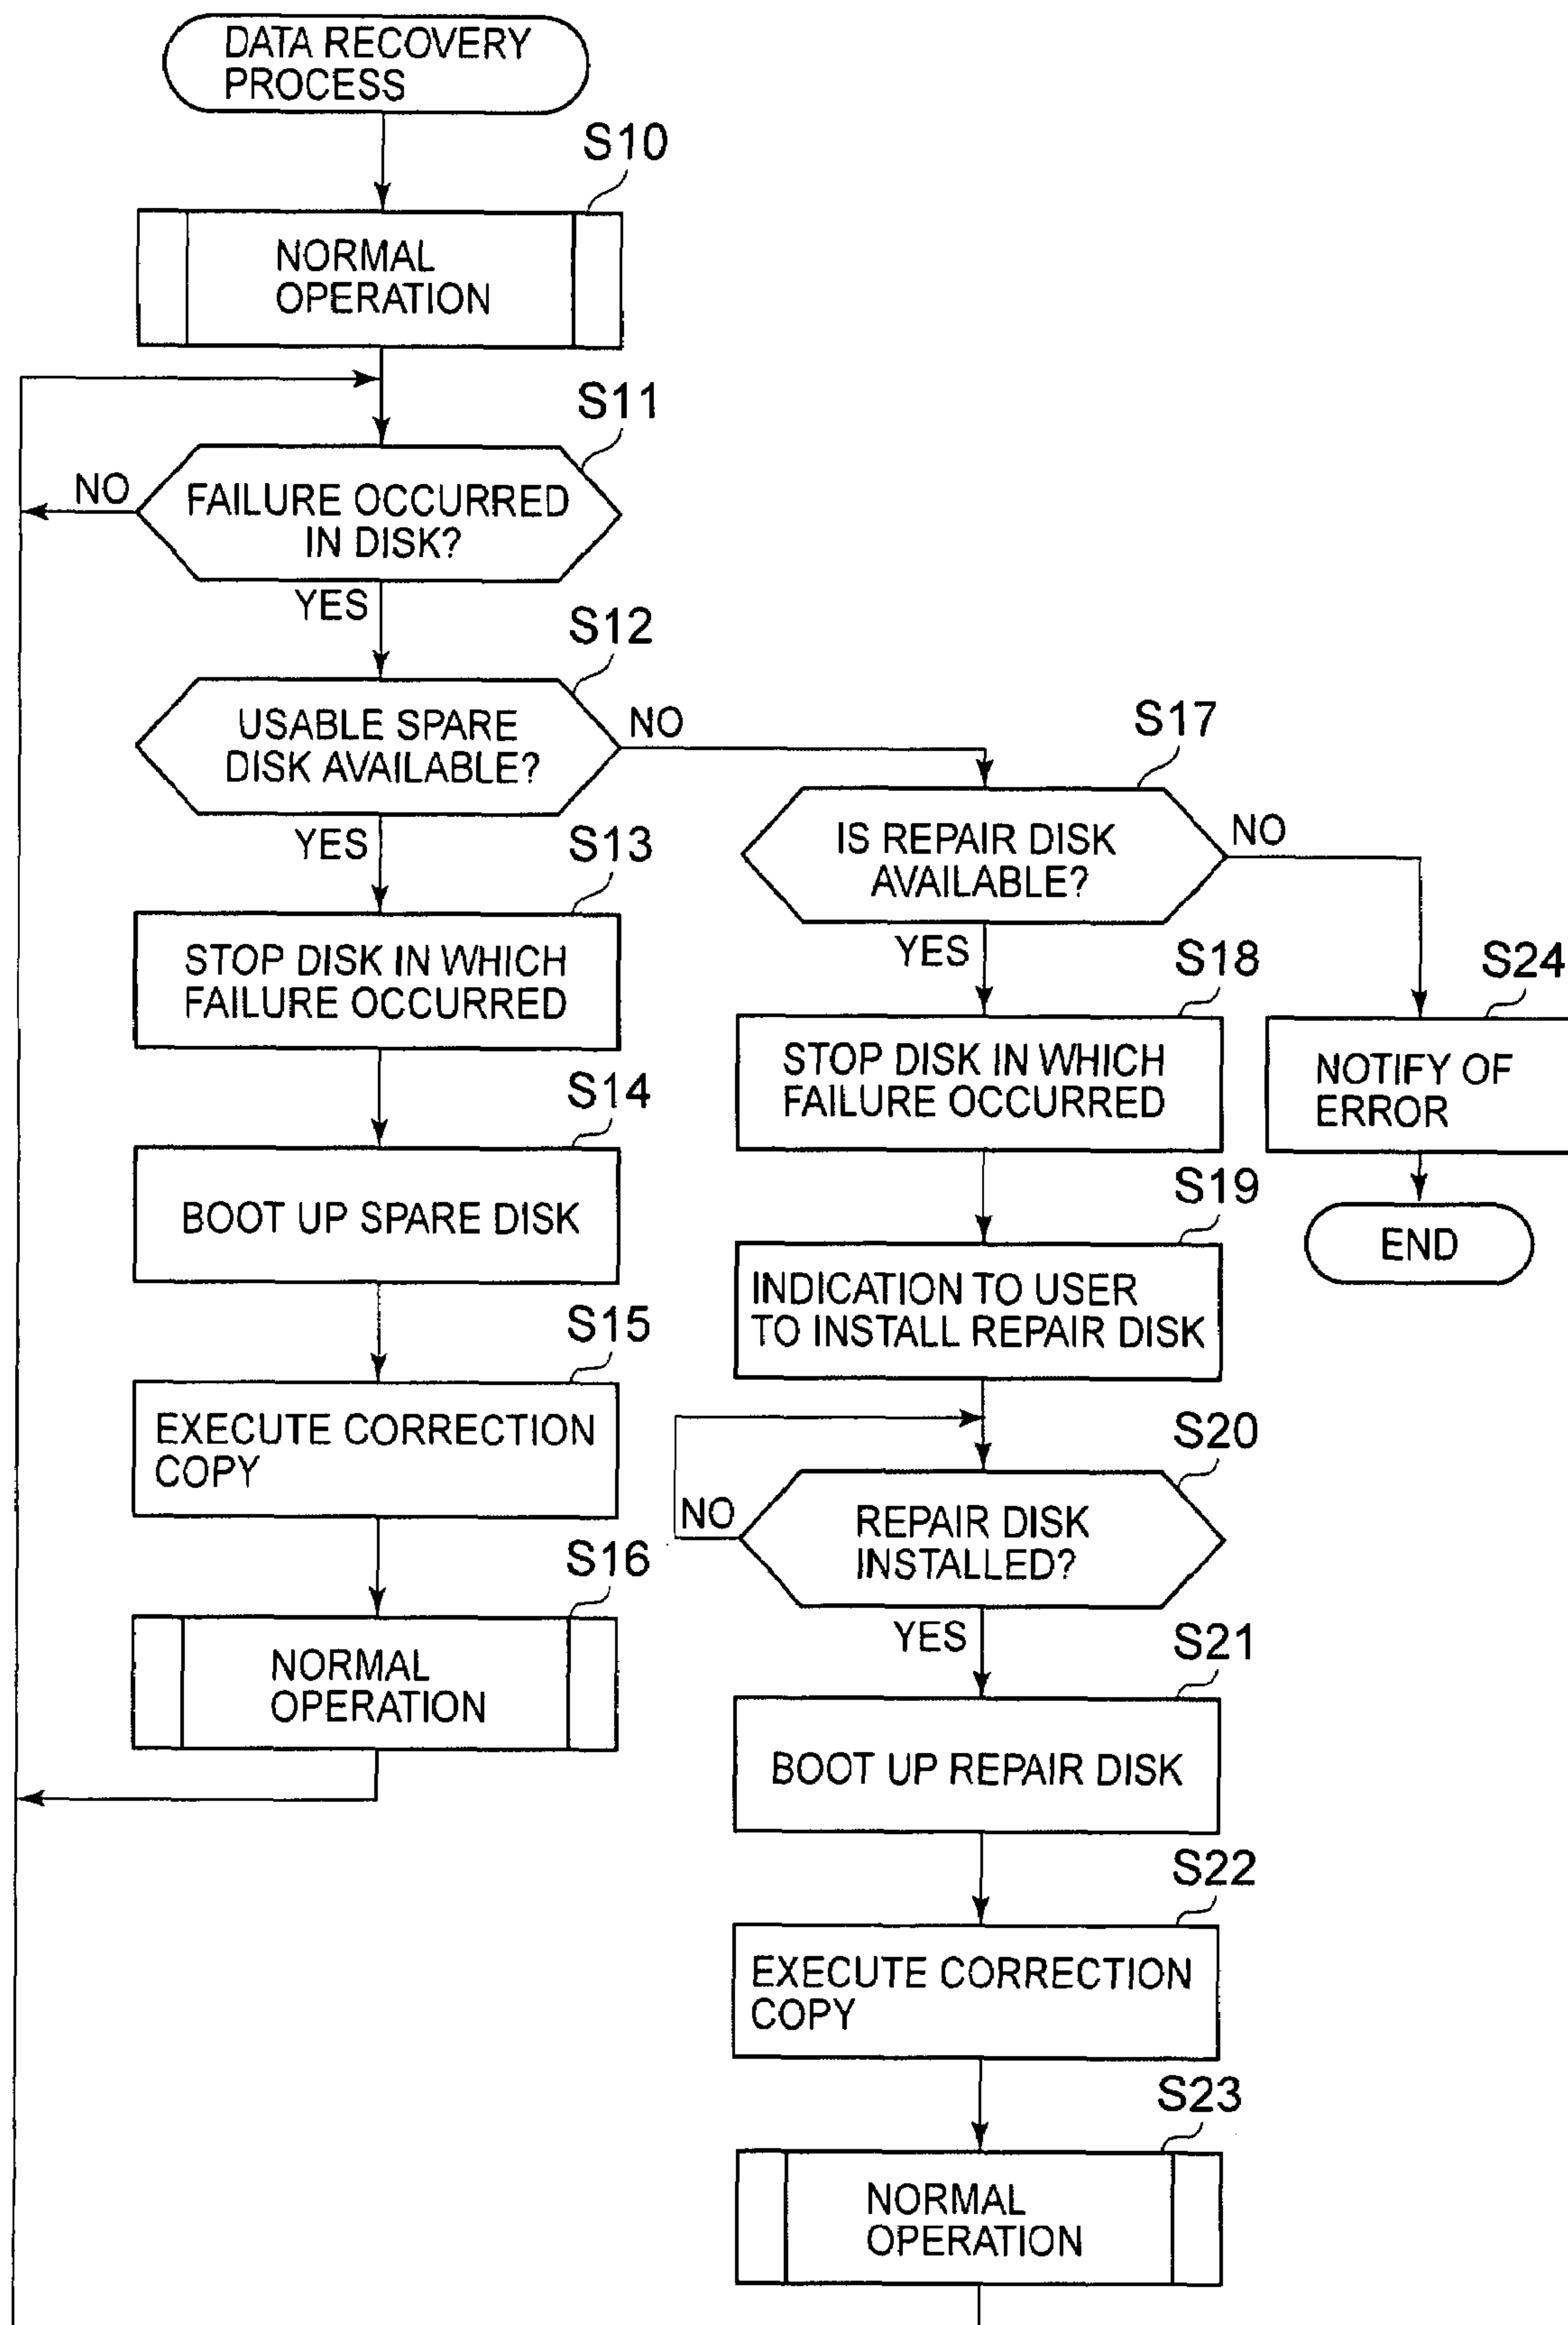 DATA RECOVERY
PROCESS
S10
NORMAL
OPERATION
S11
FAILURE OCCURRED
IN DISK?
NO
YES
S12
USABLE SPARE
DISK AVAILABLE?
NO
YES
S13
STOP DISK IN WHICH
FAILURE OCCURRED
S14
BOOT UP SPARE DISK
S15
EXECUTE CORRECTION
COPY
S16
NORMAL
OPERATION
S17
IS REPAIR DISK
AVAILABLE?
NO
YES
S18
STOP DISK IN WHICH
FAILURE OCCURRED
S19
INDICATION TO USER
TO INSTALL REPAIR DISK
S20
REPAIR DISK
INSTALLED?
NO
YES
S21
BOOT UP REPAIR DISK
S22
EXECUTE CORRECTION
COPY
S23
NORMAL
OPERATION
S24
NOTIFY OF
ERROR
END